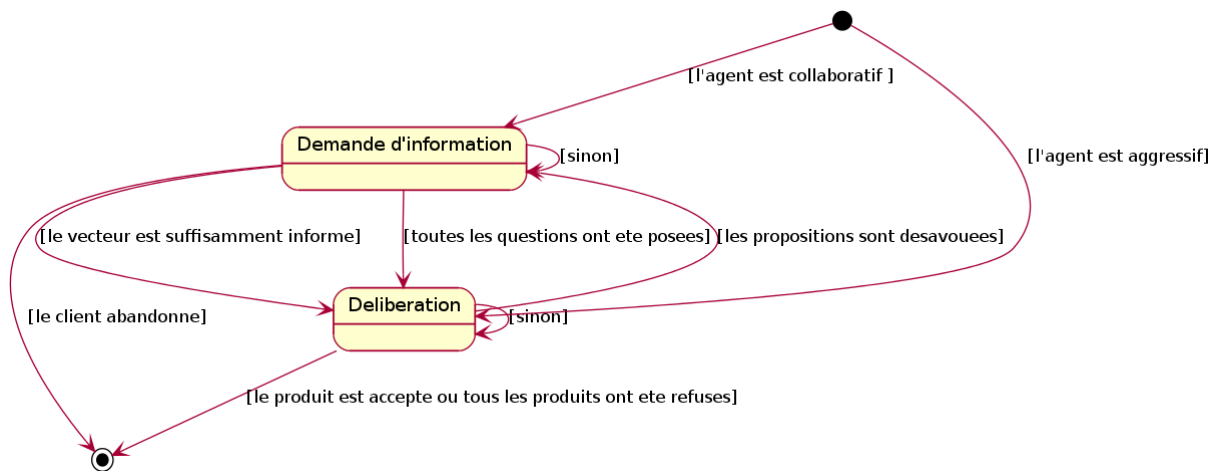 [l'agent est collaboratif ]
Demande d'information
[sinon]
[l'agent est aggressif]
[le vecteur est suffisamment informe]
[toutes les questions ont ete posees]
[les propositions sont desavouees]
Deliberation
[le client abandonne]
[sinon]
[le produit est accepte ou tous les produits ont ete refuses]